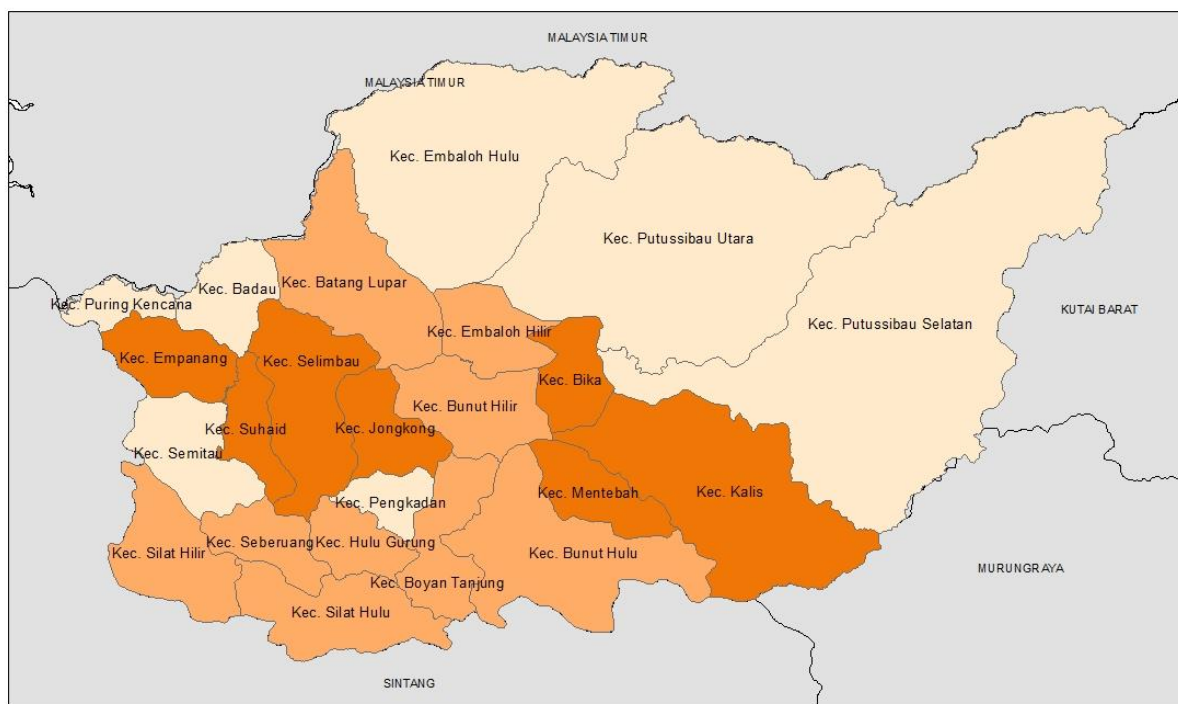 MALAYSIA TIMUR
MALAYSIA TIMUR
Kec. Embaloh Hulu
Kec. Putussibau Utara
Kec. Batang Lupar
Kec. Badau
Kec. Puring Kencana
KUTAI BARAT
Kec. Embaloh Hilir
Kec. Putussibau Selatan
Kec. Empanang
Kec. Selimbau
Kec. Bika
Kec. Bunut Hilir
Kec. Suhaid
Kec. Jongkong
Kec. Semitau
Kec. Mentebah
Kec. Kalis
Kec. Pengkadan
Kec. Silat Hilir
Kec. Seberuang
Kec. Hulu Gurung
Kec. Bunut Hulu
MURUNG RAYA
Kec. Boyan Tanjung
Kec. Silat Hulu
SINTANG